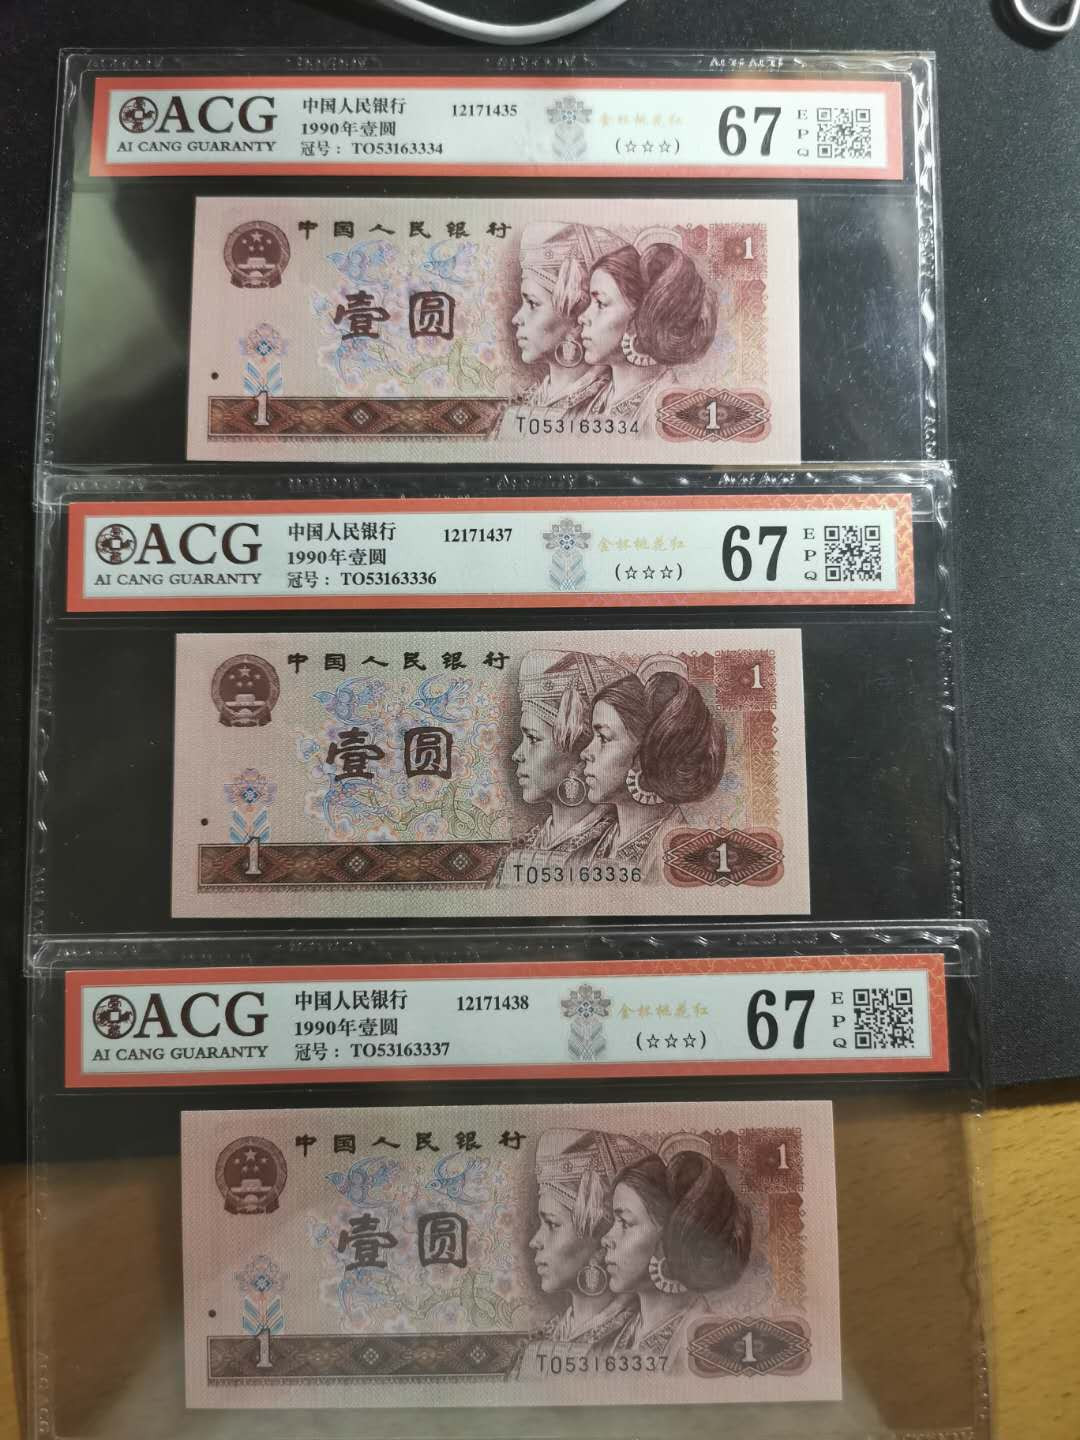 ACG
AI CANG GUARANTY
中国人民银行
1990年壹圆
冠号： TO53163334
12171435
金杯桃花红
(☆☆☆)
67
EPQ
中国人民银行
壹圆
1
1
TO53163334
1
ACG
AI CANG GUARANTY
中国人民银行
1990年壹圆
冠号： TO53163336
12171437
金杯桃花红
(☆☆☆)
67
EPQ
中国人民银行
壹圆
1
1
TO53163336
1
ACG
AI CANG GUARANTY
中国人民银行
1990年壹圆
冠号： TO53163337
12171438
金杯桃花红
(☆☆☆)
67
EPQ
中国人民银行
壹圆
1
1
TO53163337
1